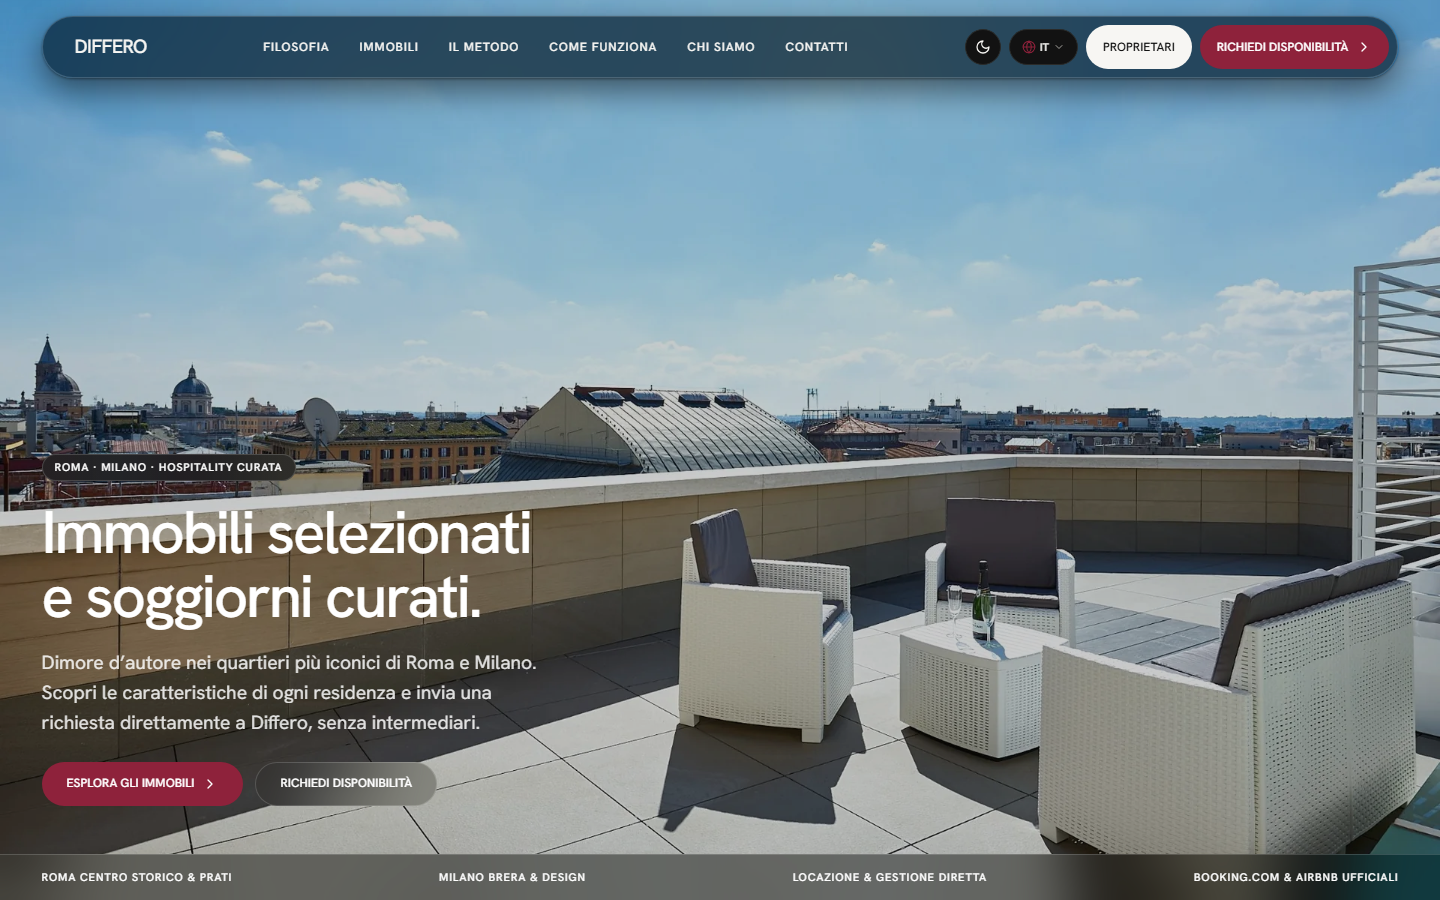 DIFFERO
FILOSOFIA
IMMOBILI
IL METODO
COME FUNZIONA
CHI SIAMO
CONTATTI
IT
PROPRIETARI
RICHIEDI DISPONIBILITÀ
ROMA · MILANO · HOSPITALITY CURATA
Immobili selezionati
e soggiorni curati.
Dimore d’autore nei quartieri più iconici di Roma e Milano.
Scopri le caratteristiche di ogni residenza e invia una
richiesta direttamente a Differo, senza intermediari.
ESPLORA GLI IMMOBILI
RICHIEDI DISPONIBILITÀ
ROMA CENTRO STORICO & PRATI
MILANO BRERA & DESIGN
LOCAZIONE & GESTIONE DIRETTA
BOOKING.COM & AIRBNB UFFICIALI